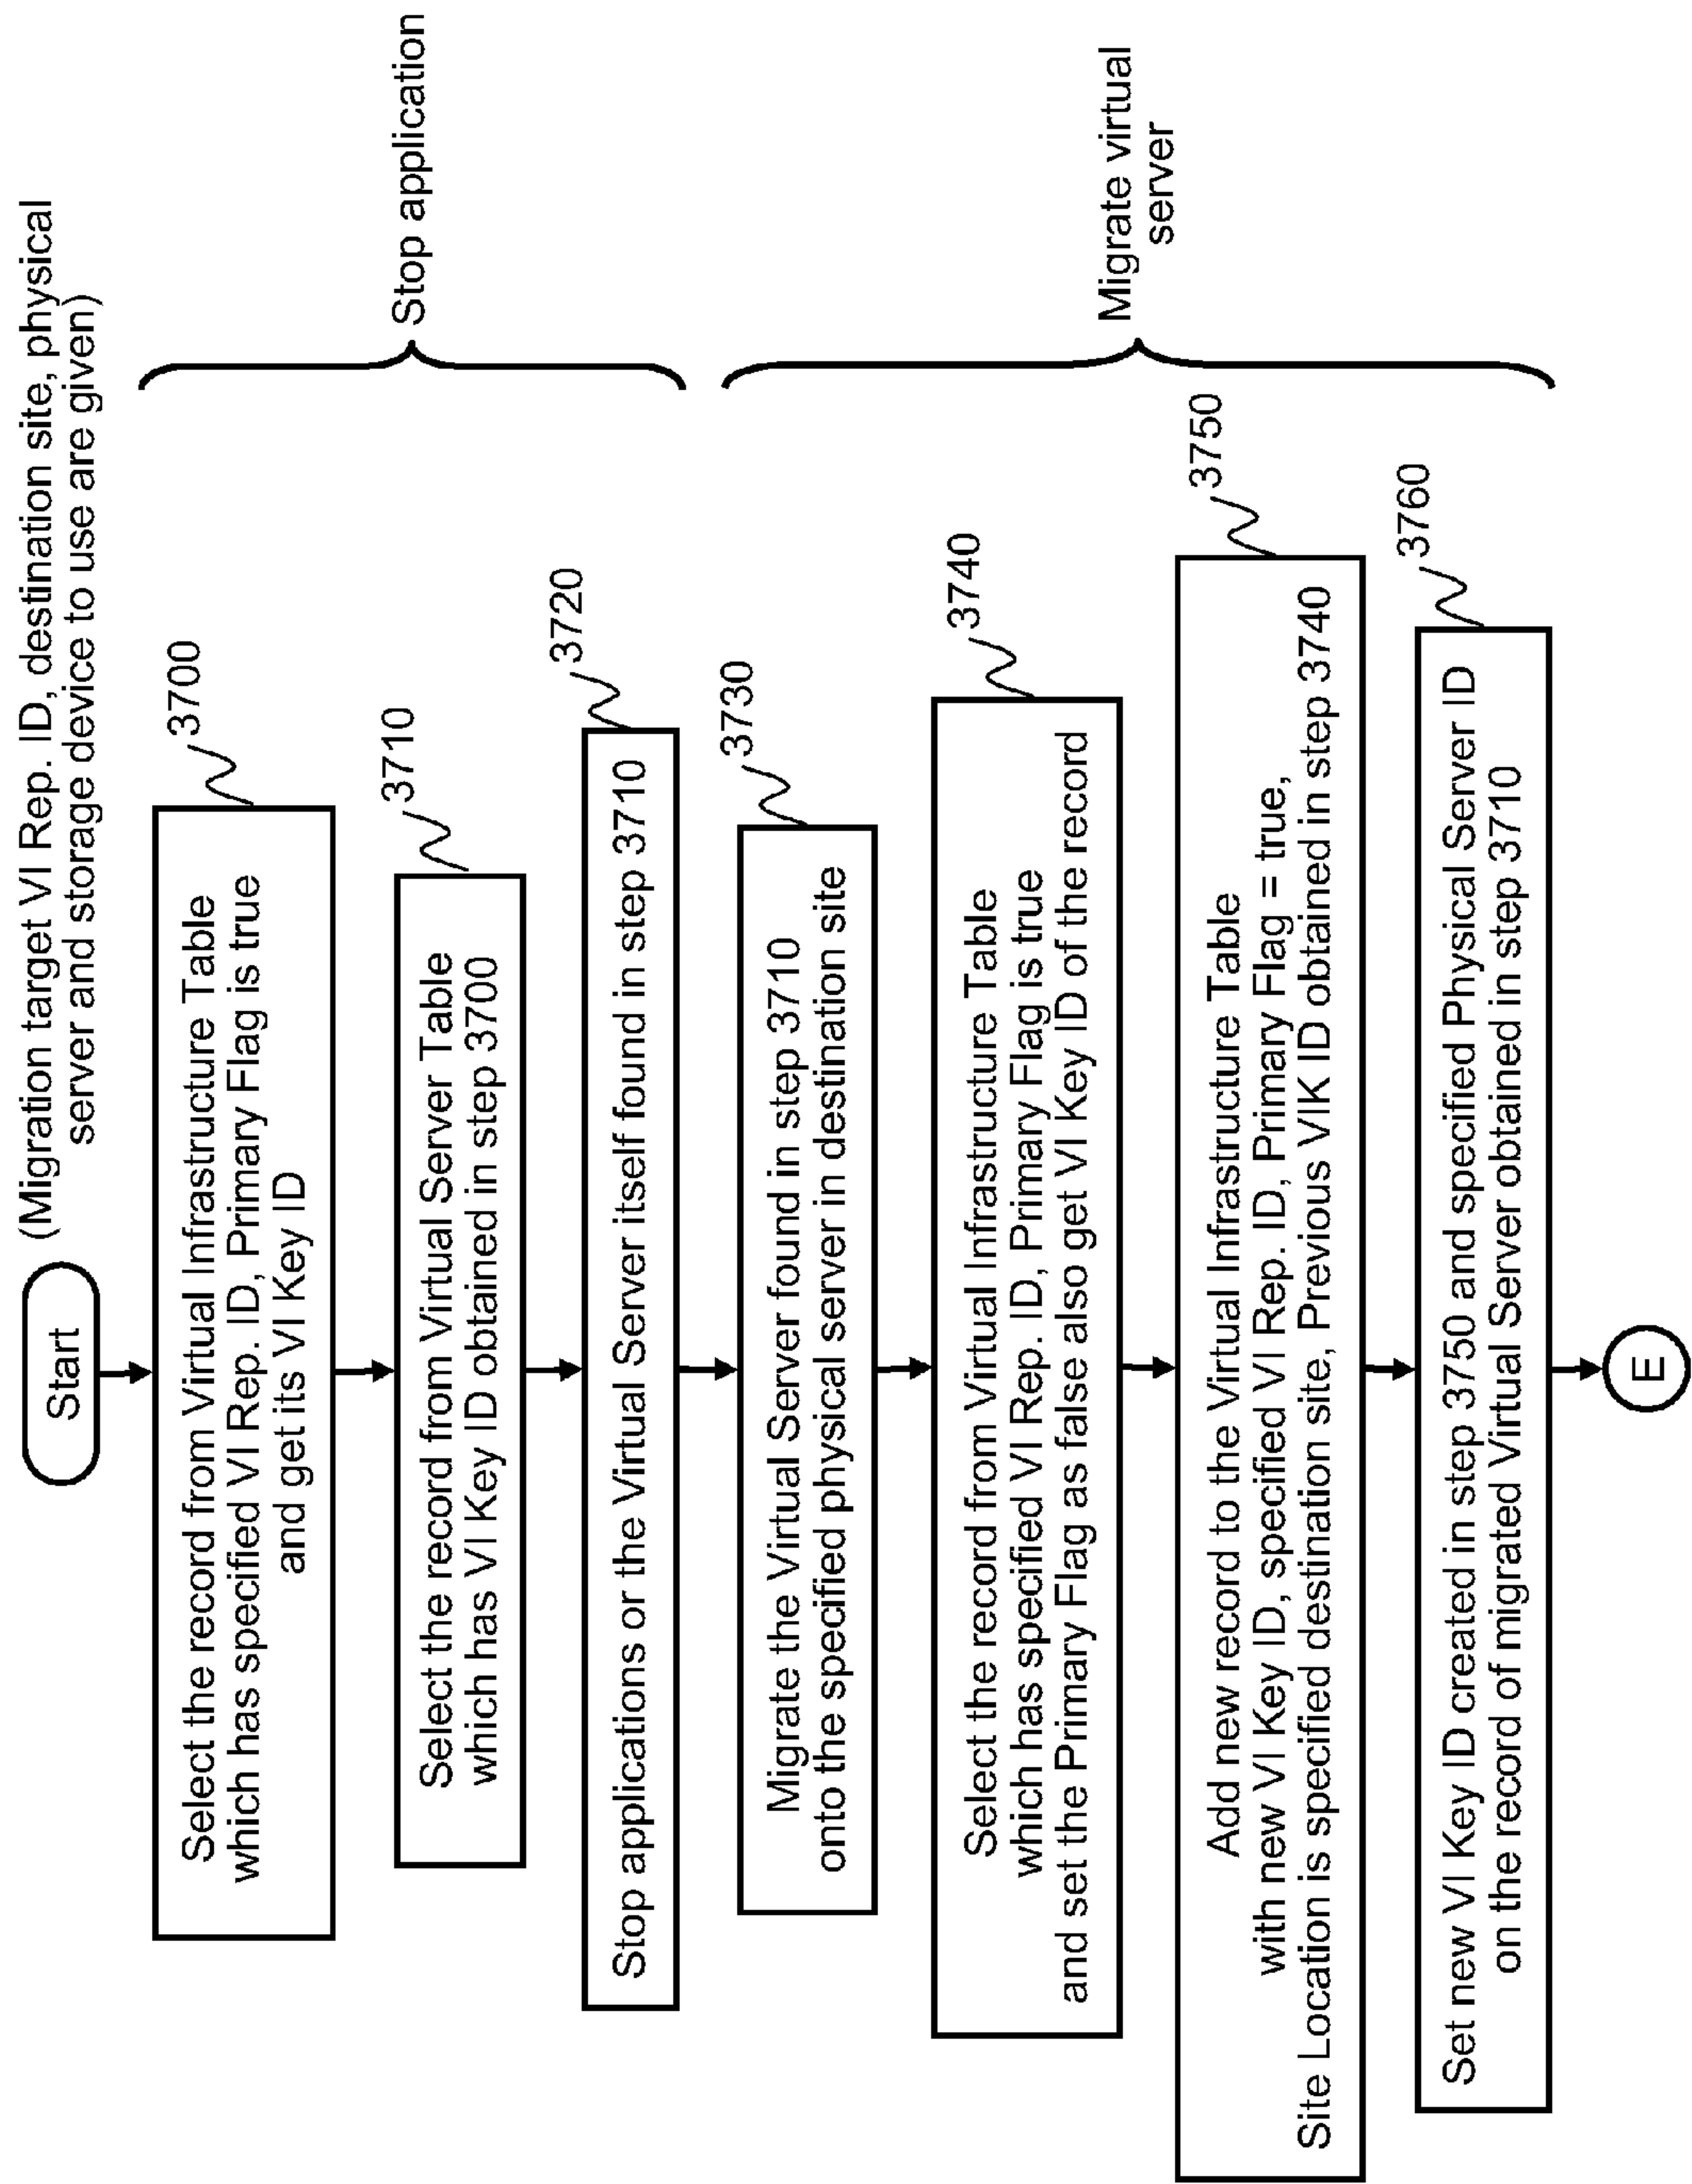 Start
(Migration target VI Rep. ID, destination site, physical
server and storage device to use are given)
3700
Select the record from Virtual Infrastructure Table
which has specified VI Rep. ID, Primary Flag is true
and get its VI Key ID
3710
Select the record from Virtual Server Table
which has VI Key ID obtained in step 3700
3720
Stop applications or the Virtual Server itself found in step 3710
Stop application
3730
Migrate the Virtual Server found in step 3710
onto the specified physical server in destination site
3740
Select the record from Virtual Infrastructure Table
which has specified VI Rep. ID, Primary Flag is true
and set the Primary Flag as false also get VI Key ID of the record
Migrate virtual
server
3750
Add new record to the Virtual Infrastructure Table
with new VI Key ID, specified VI Rep. ID, Primary Flag = true,
Site Location is specified destination site, Previous VIK ID obtained in step 3740
3760
Set new VI Key ID created in step 3750 and specified Physical Server ID
on the record of migrated Virtual Server obtained in step 3710
E